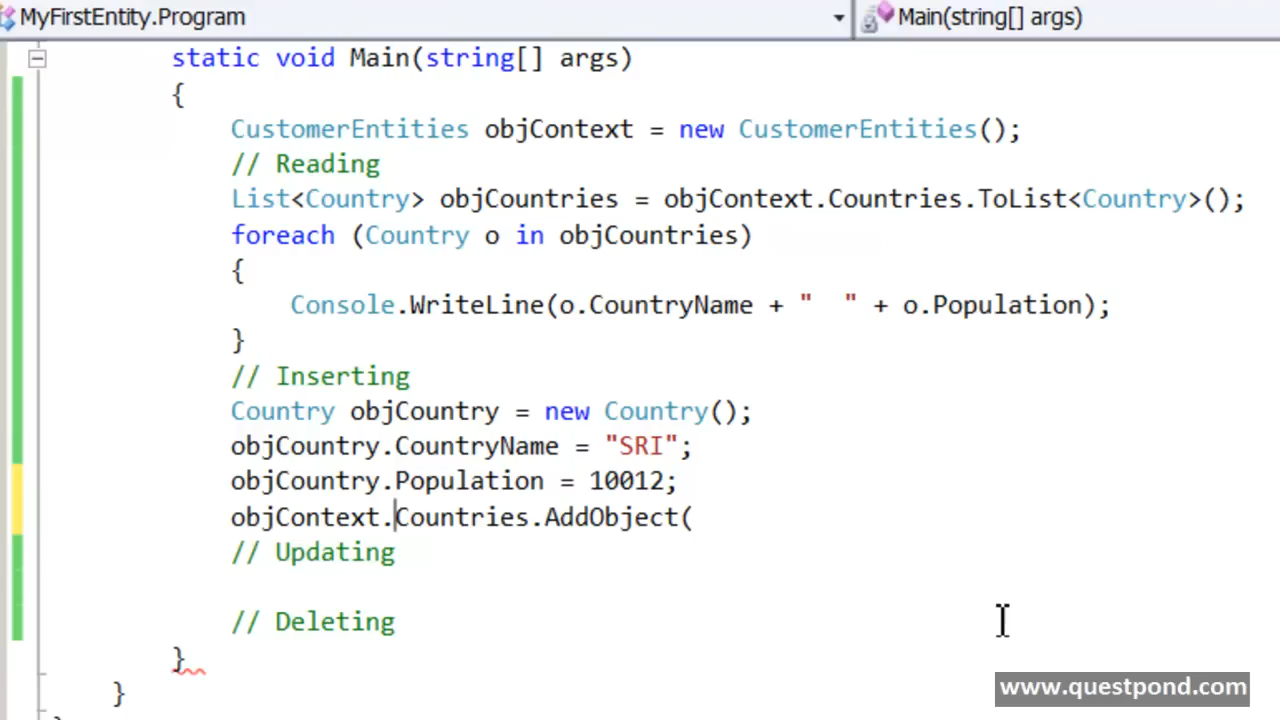 MyFirstEntity.Program Main(string[] args)
static void Main(string[] args)
{
CustomerEntities objContext = new CustomerEntities();
// Reading
List<Country> objCountries = objContext.Countries.ToList<Country>();
foreach (Country o in objCountries)
{
Console.WriteLine(o.CountryName + "  " + o.Population);
}
// Inserting
Country objCountry = new Country();
objCountry.CountryName = "SRI";
objCountry.Population = 10012;
objContext.Countries.AddObject(
// Updating
// Deleting
}
}
www.questpond.com